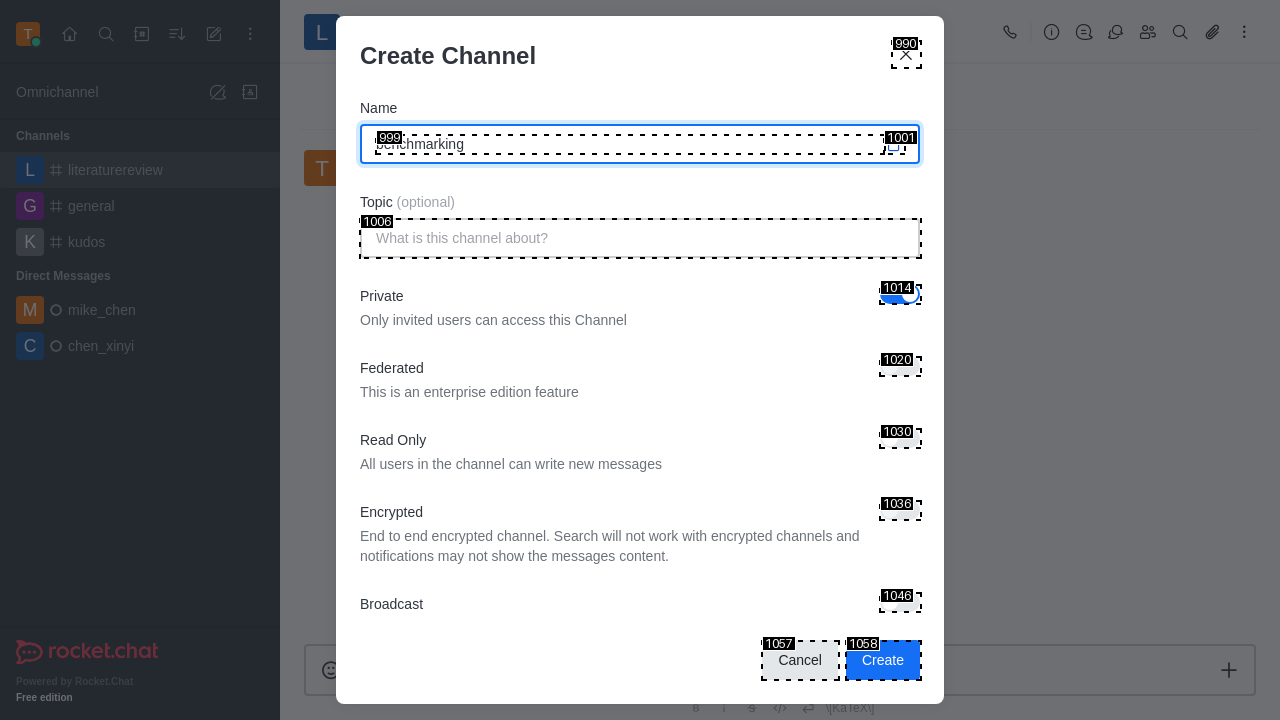 T
Omnichannel
Channels
L literaturereview
G general
K kudos
Direct Messages
M mike_chen
C chen_xinyi
rocket.chat
Powered by Rocket.Chat
Free edition
L
T
Create Channel
990
Name
999
benchmarking
1001
Topic (optional)
1006
What is this channel about?
Private
1014
Only invited users can access this Channel
Federated
1020
This is an enterprise edition feature
Read Only
1030
All users in the channel can write new messages
Encrypted
1036
End to end encrypted channel. Search will not work with encrypted channels and
notifications may not show the messages content.
Broadcast
1046
1057
Cancel
1058
Create
\[KaTeX\]